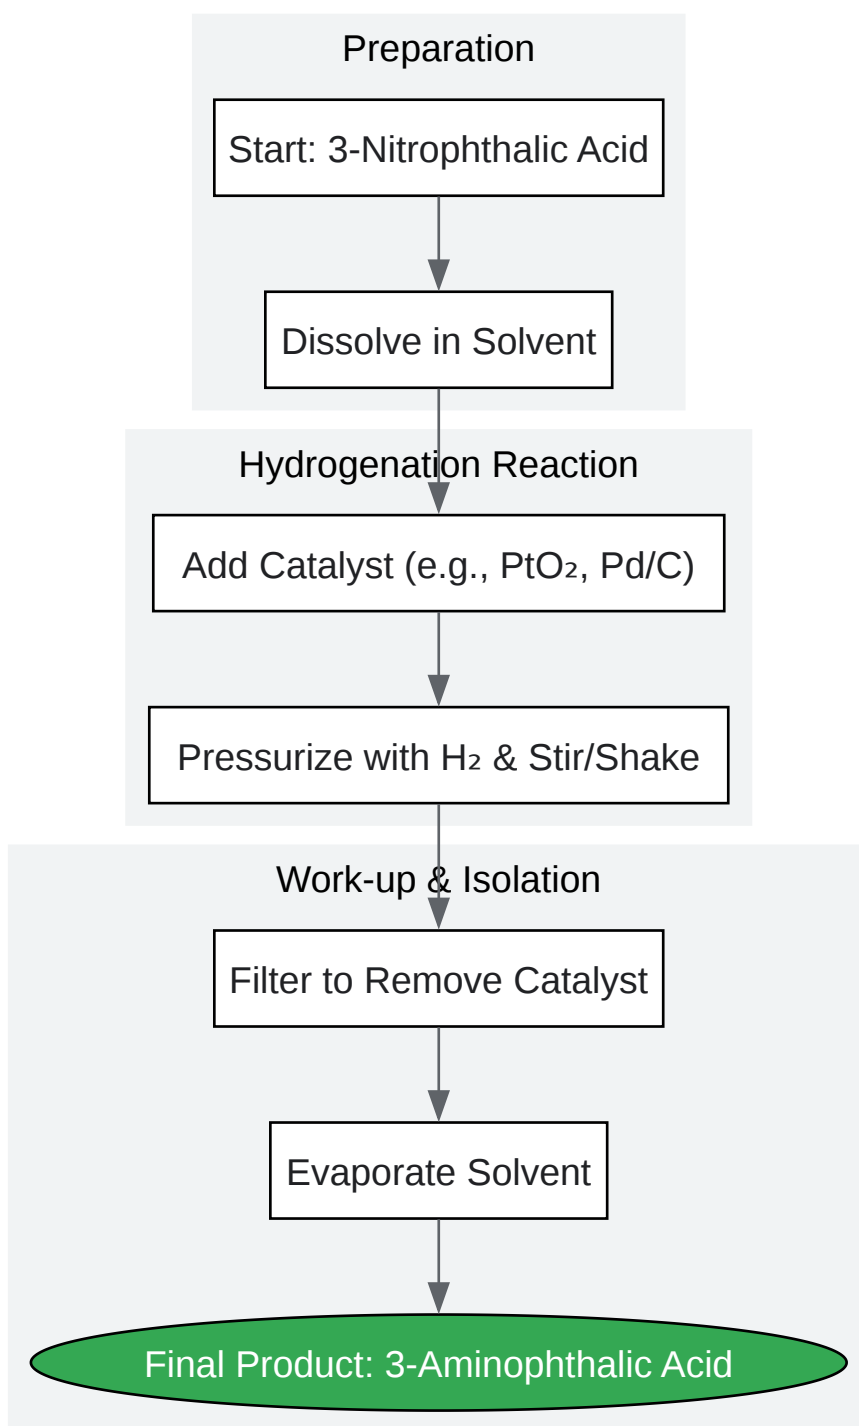 Preparation
Start: 3-Nitrophthalic Acid
Dissolve in Solvent
Hydrogenation Reaction
Add Catalyst (e.g., PtO₂, Pd/C)
Pressurize with H₂ & Stir/Shake
Work-up & Isolation
Filter to Remove Catalyst
Evaporate Solvent
Final Product: 3-Aminophthalic Acid